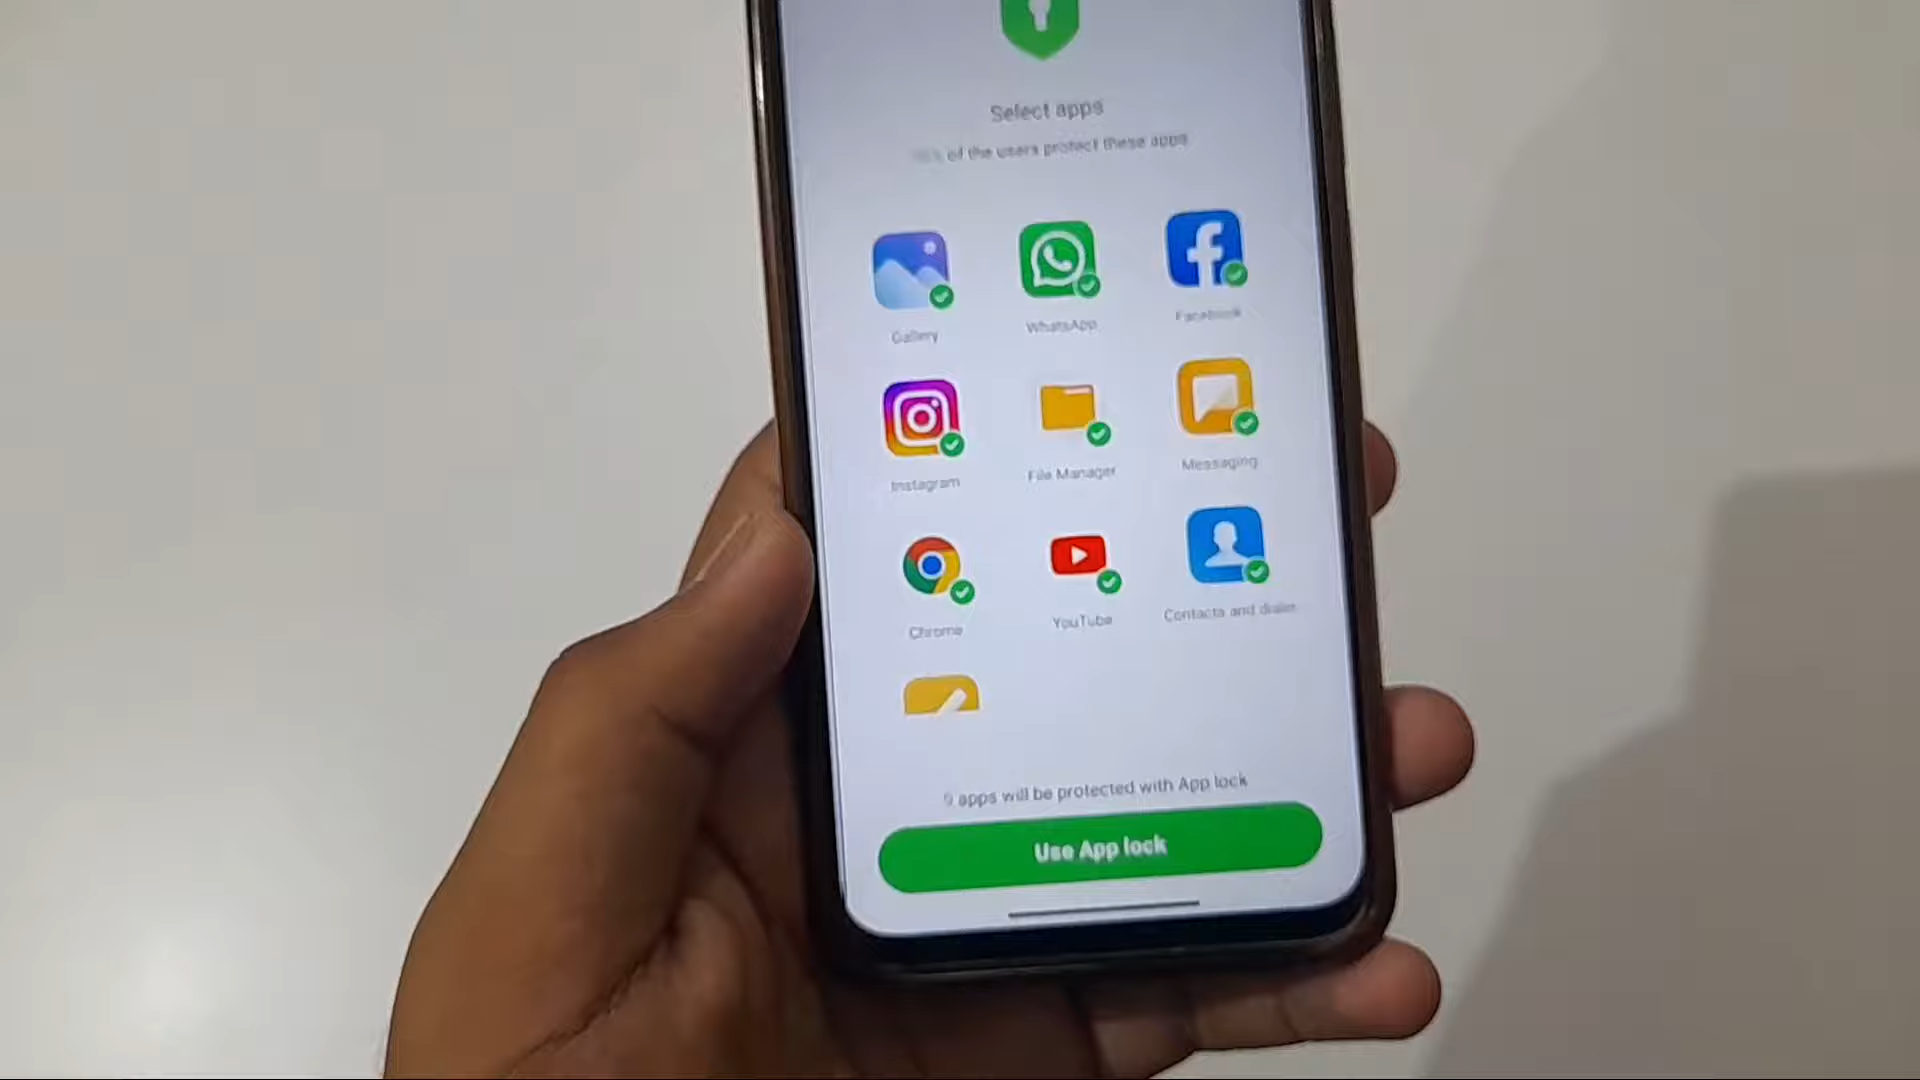 Select apps
of the users protect these apps
Gallery
WhatsApp
Facebook
Instagram
File Manager
Messaging
Chrome
YouTube
Contacts and dialer
9 apps will be protected with App lock
Use App lock